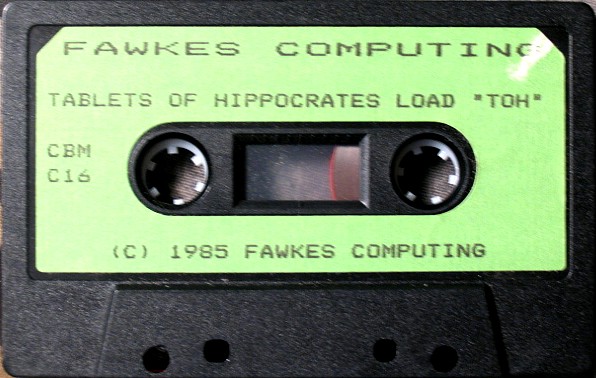 FAWKES COMPUTING
TABLETS OF HIPPOCRATES LOAD "TOH"
CBM
C16
(C) 1985 FAWKES COMPUTING